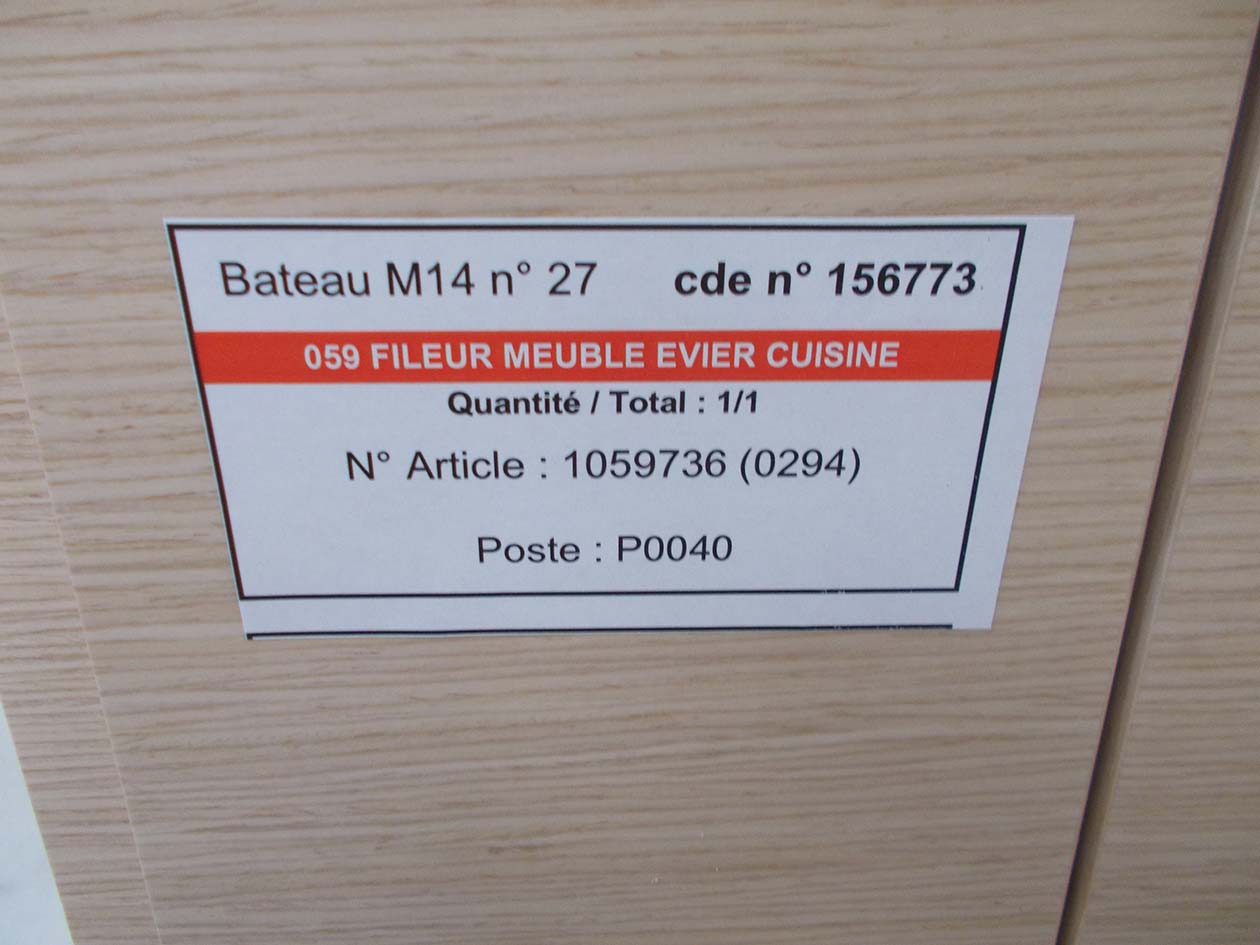 Bateau M14 n° 27 cde n° 156773
059 FILEUR MEUBLE EVIER CUISINE
Quantité / Total : 1/1
N° Article : 1059736 (0294)
Poste : P0040